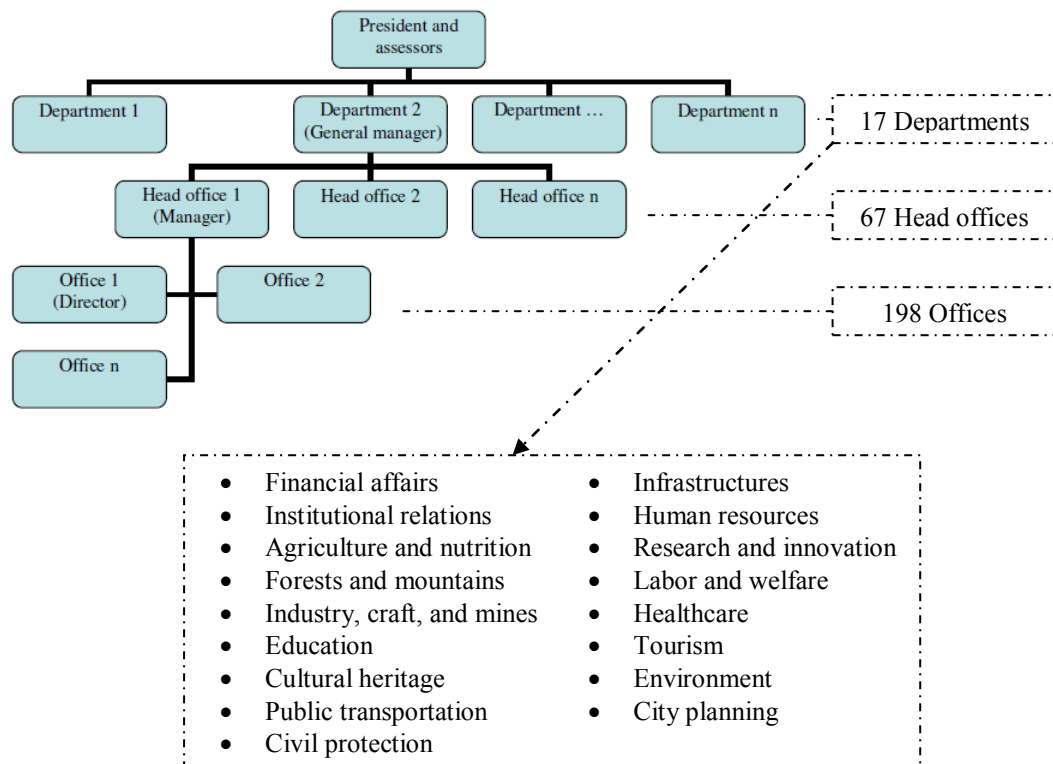 President and
assessors
Department 1
Department 2
(General manager)
Department …
Department n
17 Departments
Head office 1
(Manager)
Head office 2
Head office n
67 Head offices
Office 1
(Director)
Office 2
198 Offices
Office n
• Financial affairs
• Institutional relations
• Agriculture and nutrition
• Forests and mountains
• Industry, craft, and mines
• Education
• Cultural heritage
• Public transportation
• Civil protection
• Infrastructures
• Human resources
• Research and innovation
• Labor and welfare
• Healthcare
• Tourism
• Environment
• City planning